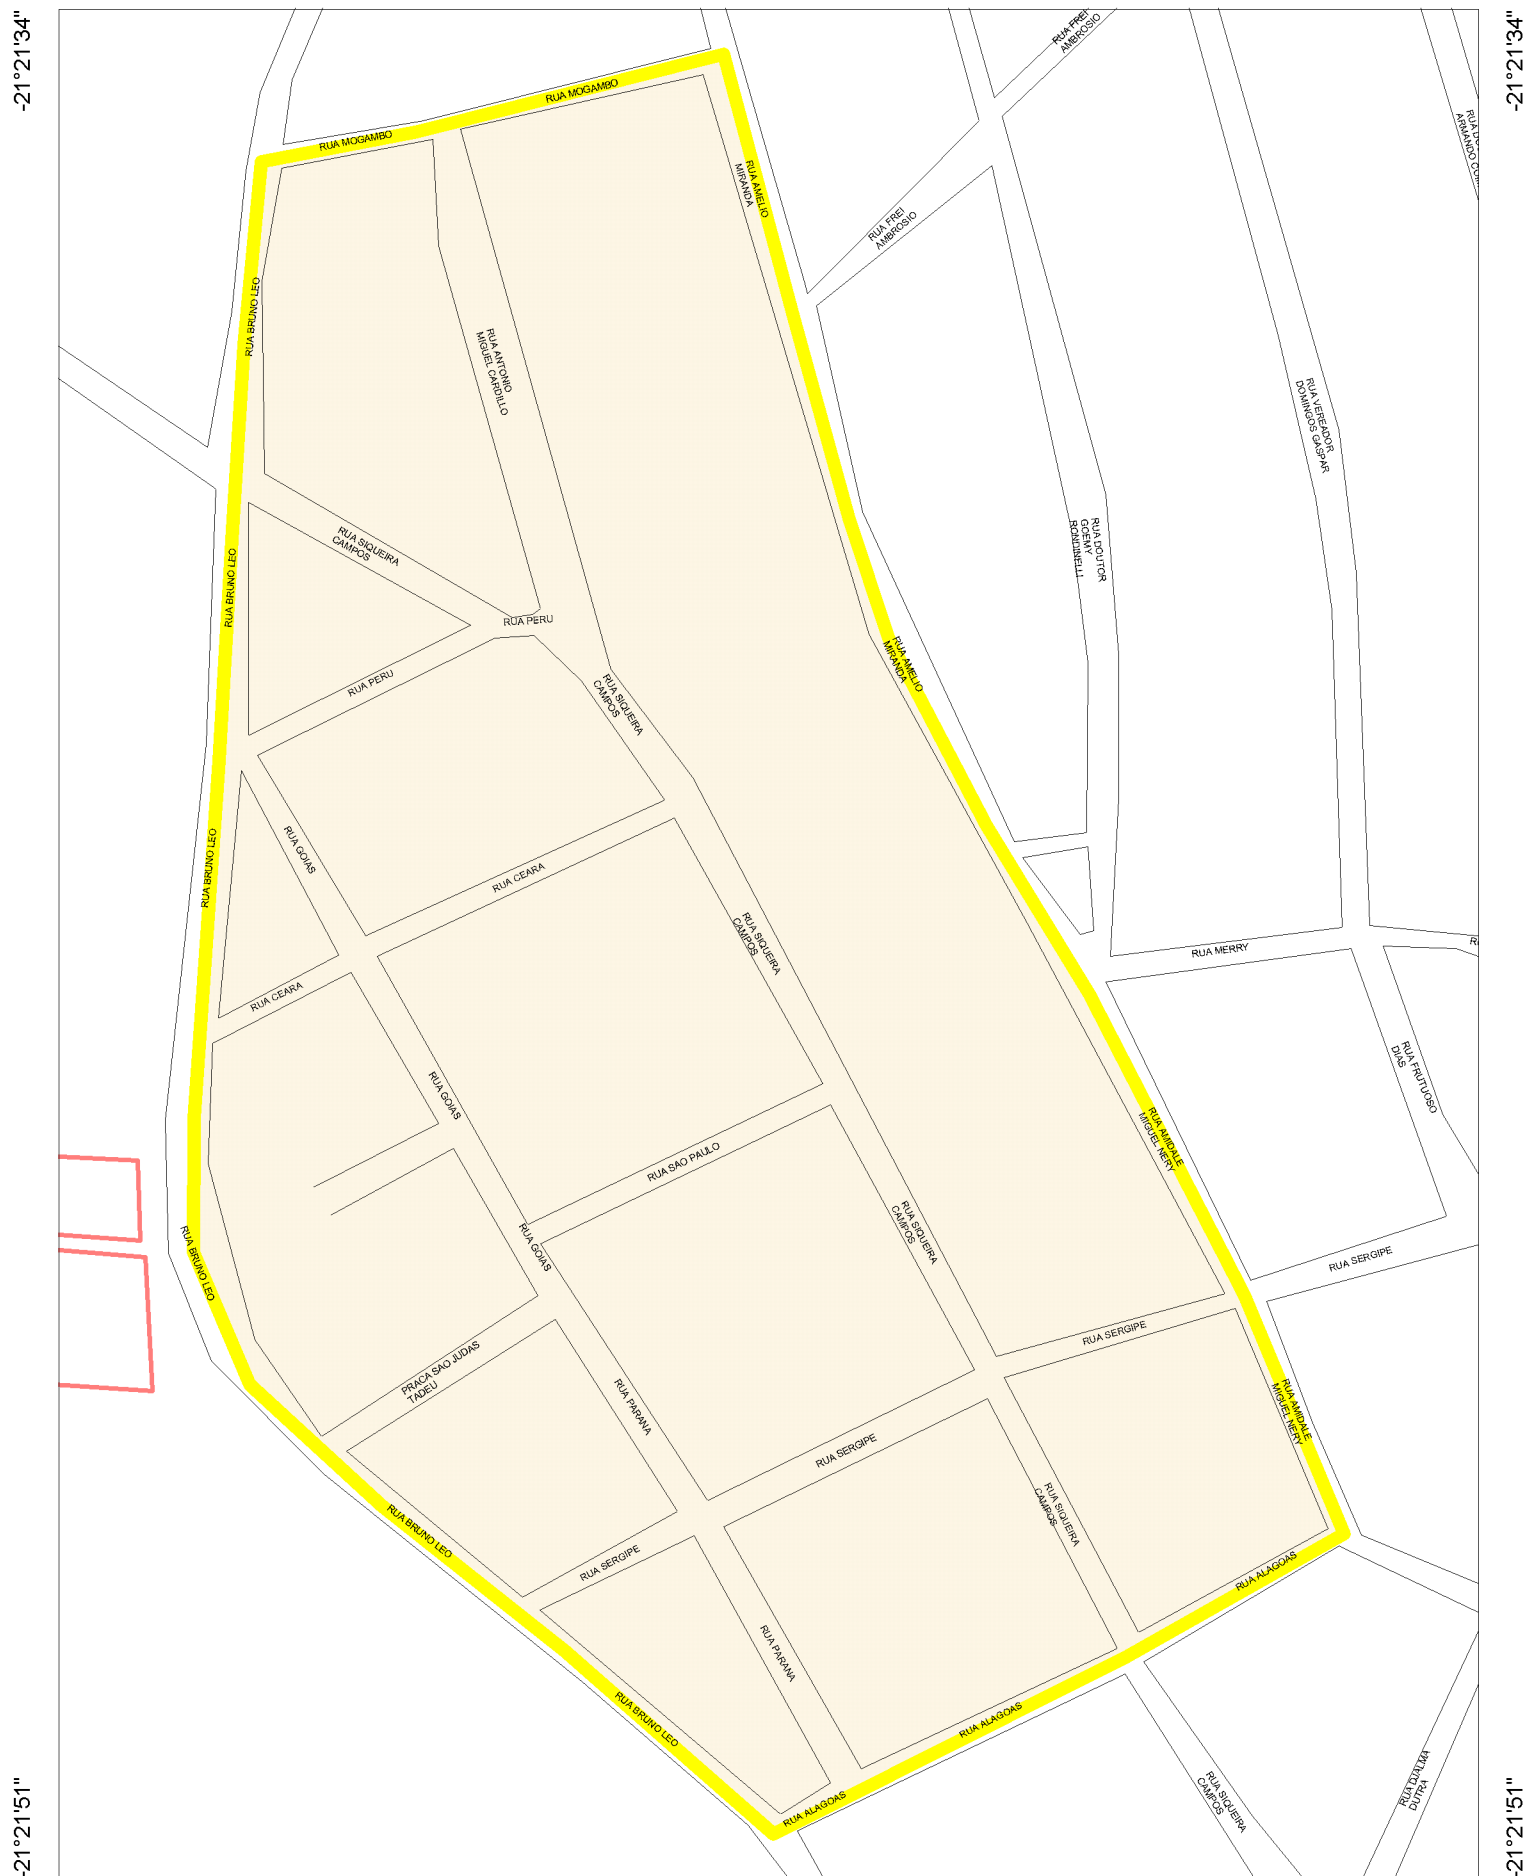 -21°21'34"
-21°21'34"
RUA FREI
AMBROSIO
RUA MOGAMBO
RUA MOGAMBO
RUA AMELIO
MIRANDA
RUA FREI
AMBROSIO
RUA BRUNO LEO
RUA ANTONIO
MIGUEL CARDILLO
RUA VEREADOR
DOMINGOS GASPAR
RUA SIQUEIRA
CAMPOS
RUA DOUTOR
GOEMY
RONDINELLI
RUA BRUNO LEO
RUA PERU
RUA PERU
RUA SIQUEIRA
CAMPOS
RUA AMELIO
MIRANDA
RUA BRUNO LEO
RUA GOIAS
RUA CEARA
RUA SIQUEIRA
CAMPOS
RUA MERRY
RUA CEARA
RUA GOIAS
RUA FRUTUOSO
DIAS
RUA SAO PAULO
RUA AMIDALE
MIGUEL NERY
RUA BRUNO LEO
RUA GOIAS
RUA SIQUEIRA
CAMPOS
RUA SERGIPE
RUA SERGIPE
PRACA SAO JUDAS
TADEU
RUA PARANA
RUA AMIDALE
MIGUEL NERY
RUA SERGIPE
RUA BRUNO LEO
RUA SIQUEIRA
CAMPOS
RUA SERGIPE
RUA ALAGOAS
RUA PARANA
RUA BRUNO LEO
RUA ALAGOAS
RUA ALAGOAS
RUA SIQUEIRA
CAMPOS
RUA DJALMA
DUTRA
-21°21'51"
-21°21'51"